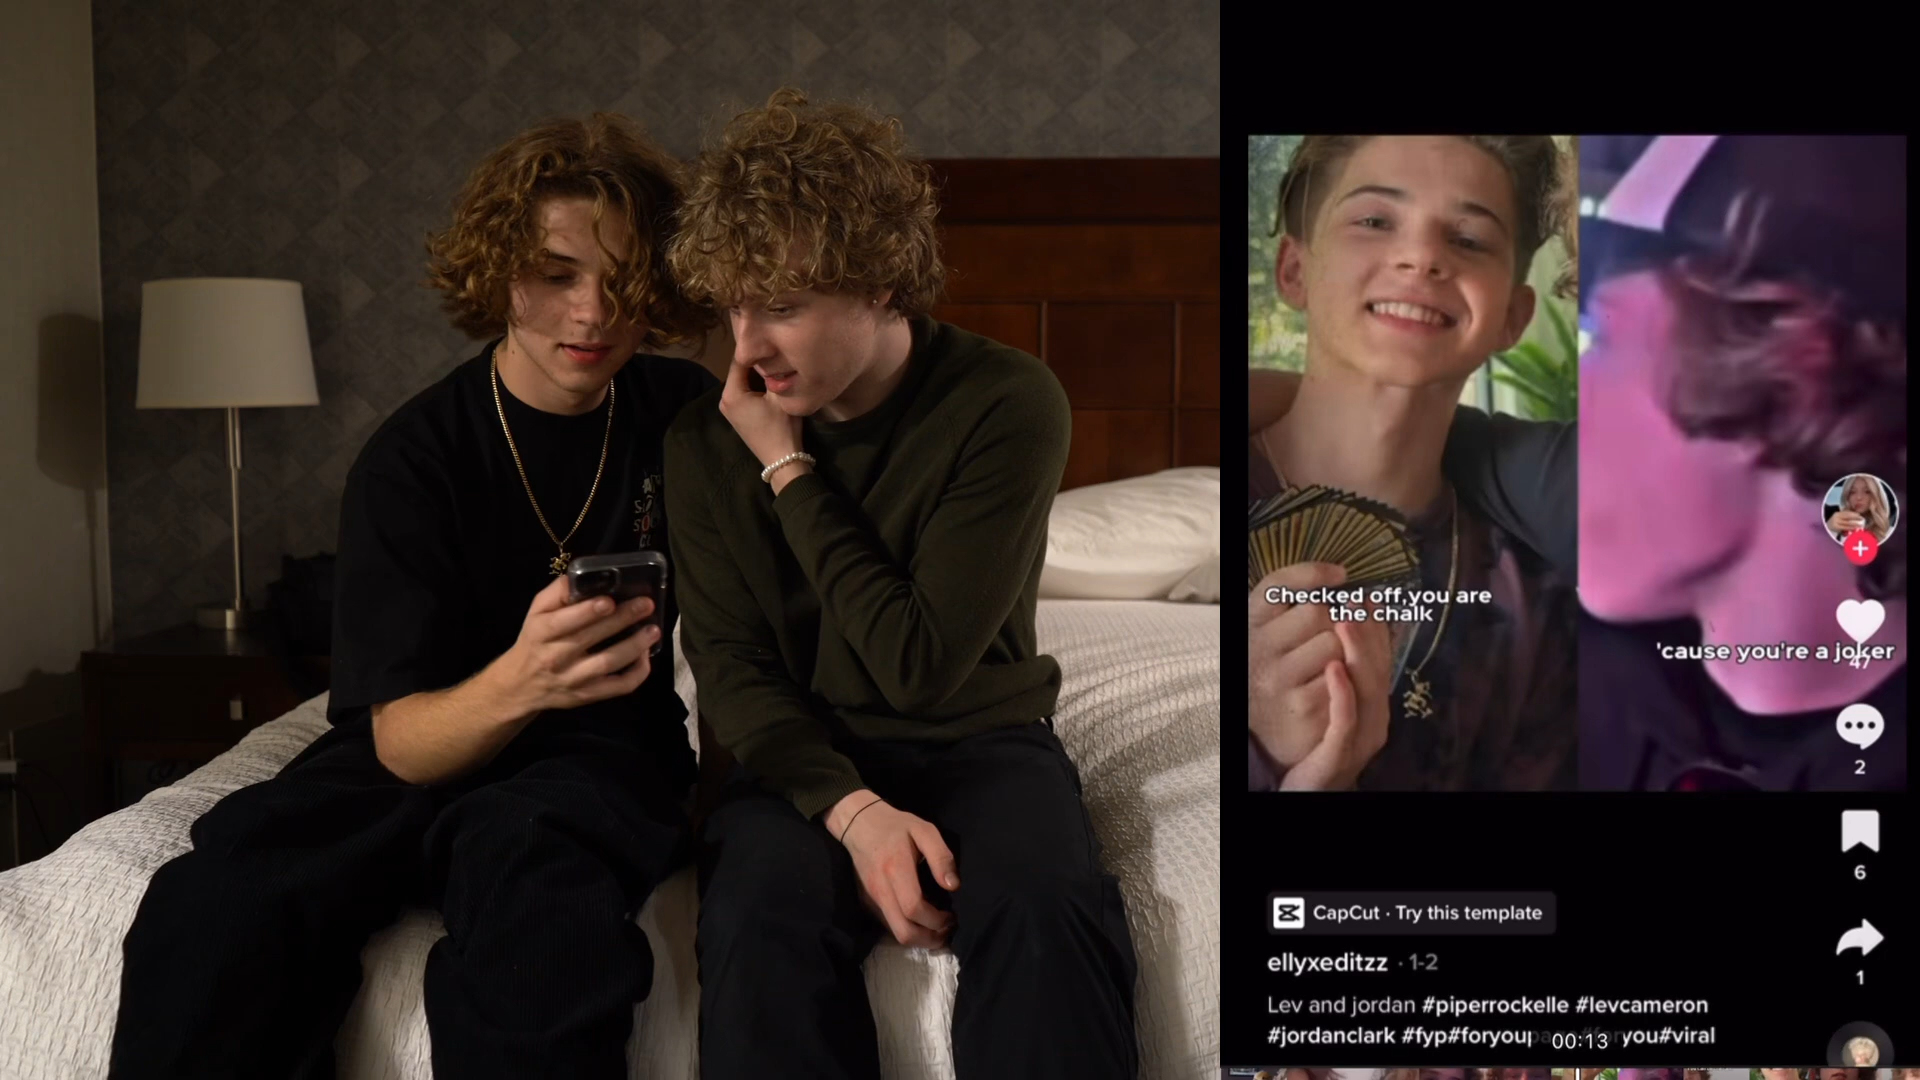 Checked off,you are
the chalk
'cause you're a joker
47
2
6
1
CapCut · Try this template
ellyxeditzz · 1-2
Lev and jordan #piperrockelle #levcameron
#jordanclark #fyp#foryoupage#foryou#viral
00:13